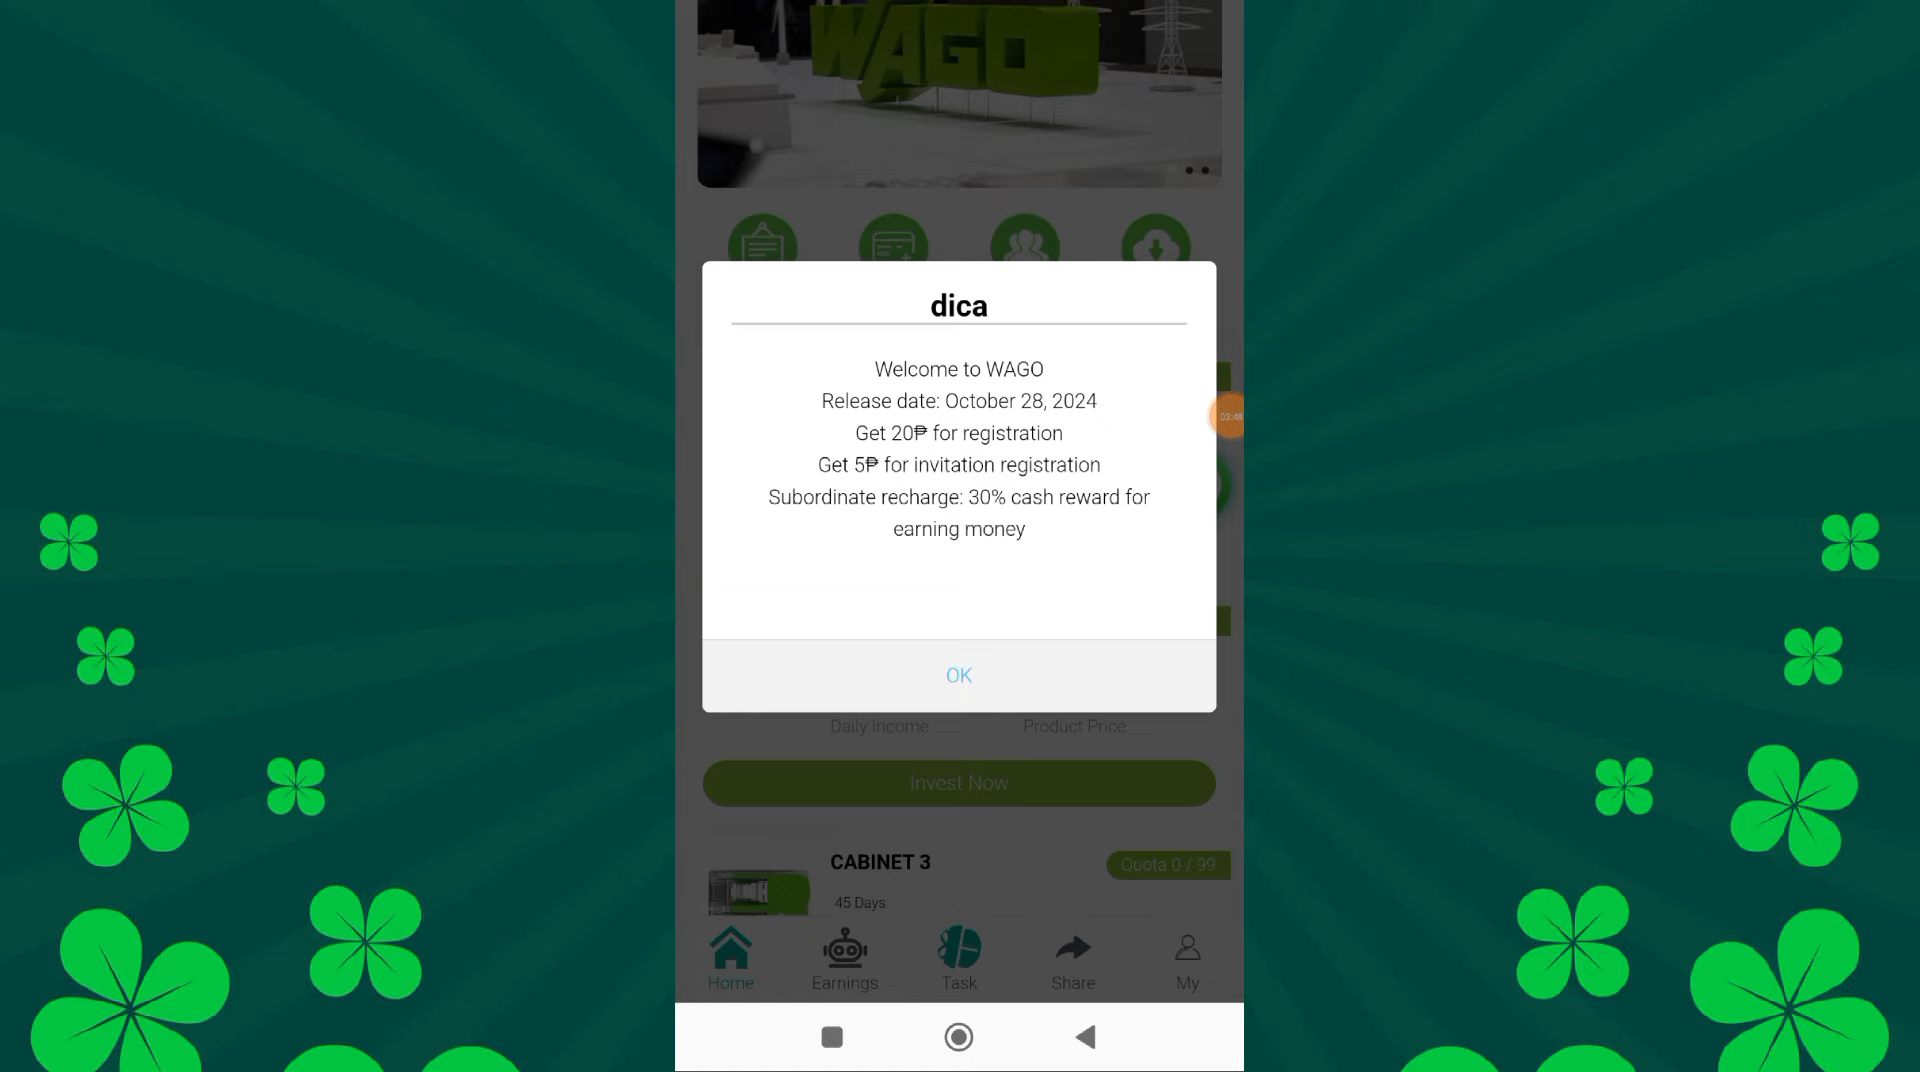 WAGO
dica
Welcome to WAGO
Release date: October 28, 2024
Get 20₱ for registration
Get 5₱ for invitation registration
Subordinate recharge: 30% cash reward for
earning money
OK
03:48
Daily Income
Product Price
Invest Now
CABINET 3
Quota 0 / 99
45 Days
Home
Earnings
Task
Share
My